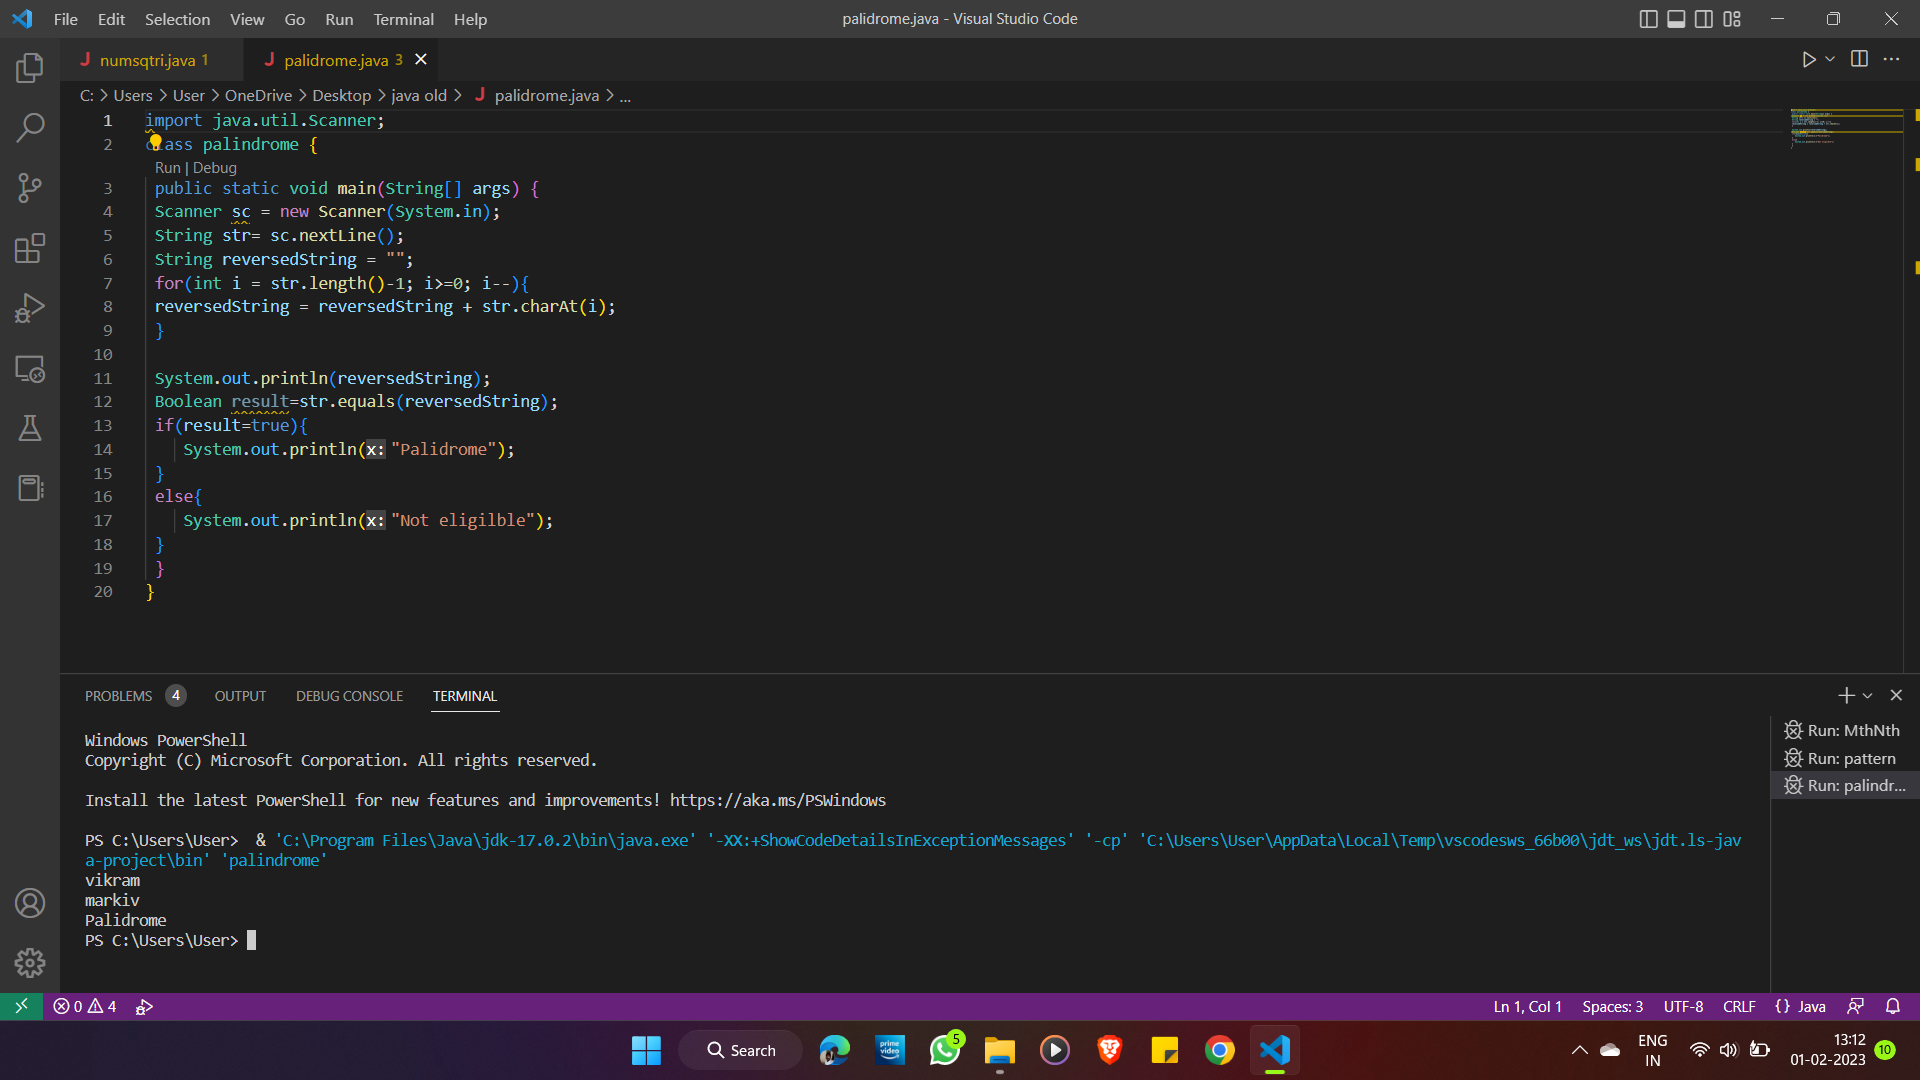 File Edit Selection View Go Run Terminal Help
palidrome.java - Visual Studio Code
J numsqtri.java 1
J palidrome.java 3
C: > Users > User > OneDrive > Desktop > java old > J palidrome.java > ...
1 import java.util.Scanner;
2 class palindrome {
Run | Debug
3 public static void main(String[] args) {
4 Scanner sc = new Scanner(System.in);
5 String str= sc.nextLine();
6 String reversedString = "";
7 for(int i = str.length()-1; i>=0; i--){
8 reversedString = reversedString + str.charAt(i);
9 }
10
11 System.out.println(reversedString);
12 Boolean result=str.equals(reversedString);
13 if(result=true){
14 System.out.println(x: "Palidrome");
15 }
16 else{
17 System.out.println(x: "Not eligilble");
18 }
19 }
20 }
PROBLEMS 4 OUTPUT DEBUG CONSOLE TERMINAL
Windows PowerShell
Copyright (C) Microsoft Corporation. All rights reserved.
Install the latest PowerShell for new features and improvements! https://aka.ms/PSWindows
PS C:\Users\User> & 'C:\Program Files\Java\jdk-17.0.2\bin\java.exe' '-XX:+ShowCodeDetailsInExceptionMessages' '-cp' 'C:\Users\User\AppData\Local\Temp\vscodesws_66b00\jdt_ws\jdt.ls-jav
a-project\bin' 'palindrome'
vikram
markiv
Palidrome
PS C:\Users\User>
Run: MthNth
Run: pattern
Run: palindr...
0 4
Ln 1, Col 1 Spaces: 3 UTF-8 CRLF {} Java
Search
prime video
5
ENG
IN
13:12
01-02-2023
10